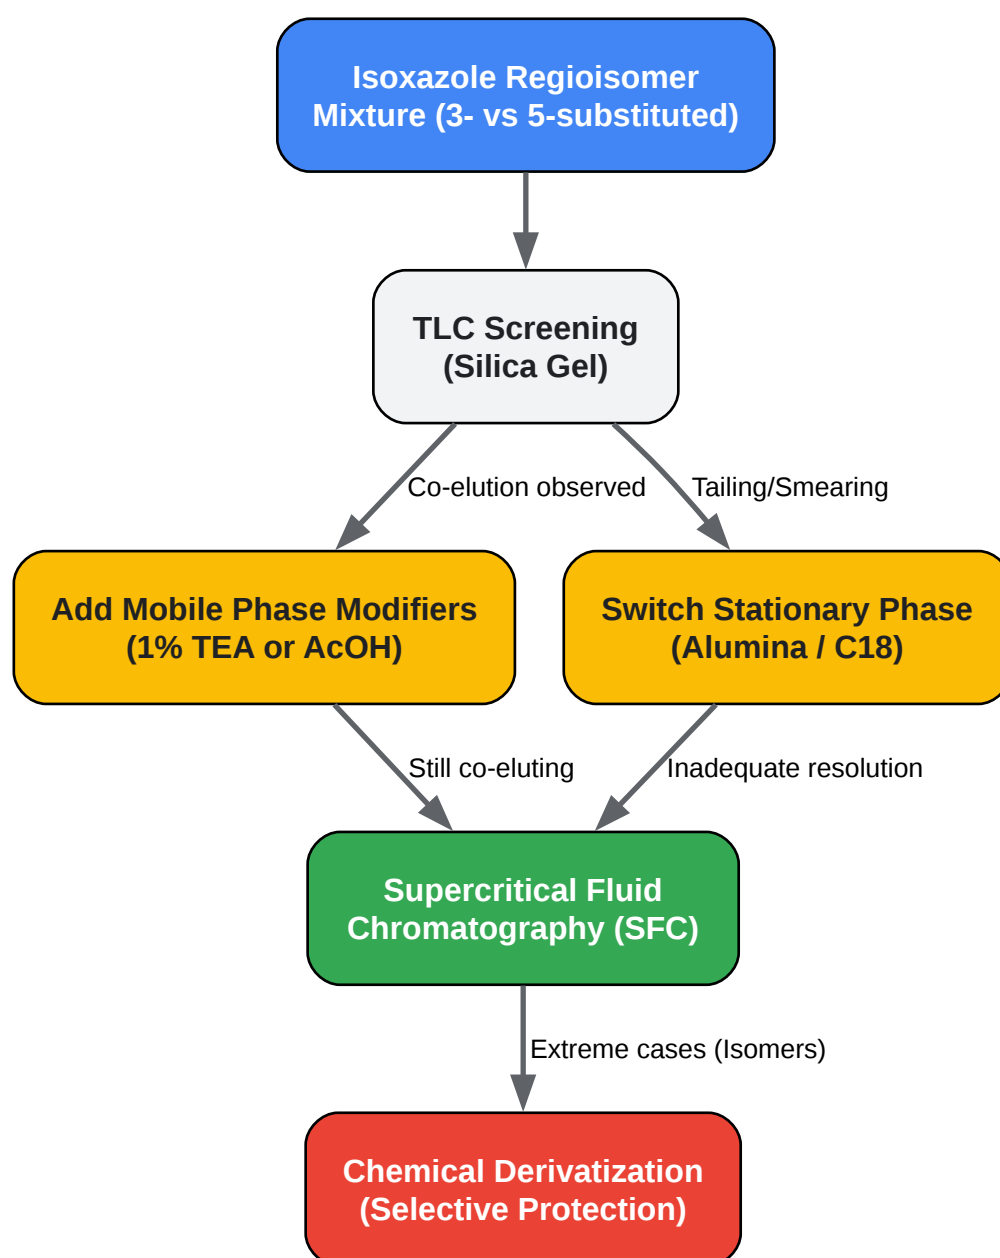 Isoxazole Regioisomer
Mixture (3- vs 5-substituted)
TLC Screening
(Silica Gel)
Co-elution observed
Tailing/Smearing
Add Mobile Phase Modifiers
(1% TEA or AcOH)
Switch Stationary Phase
(Alumina / C18)
Still co-eluting
Inadequate resolution
Supercritical Fluid
Chromatography (SFC)
Extreme cases (Isomers)
Chemical Derivatization
(Selective Protection)